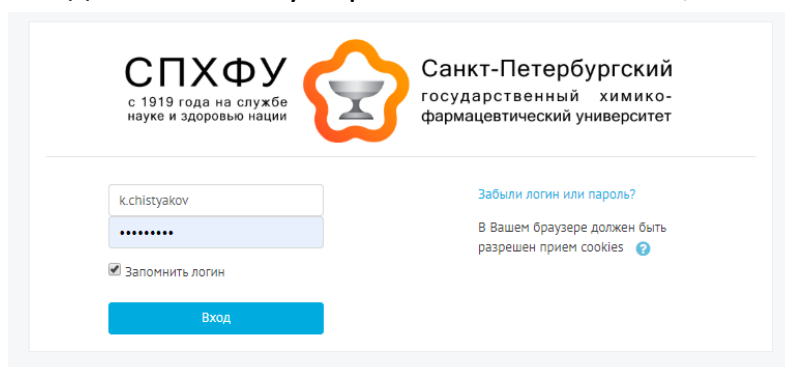 СПХФУ
с 1919 года на службе
науке и здоровью нации
Санкт-Петербургский
государственный химико-
фармацевтический университет
k.chistyakov
•••••••••
Запомнить логин
Вход
Забыли логин или пароль?
В Вашем браузере должен быть
разрешен прием cookies ?